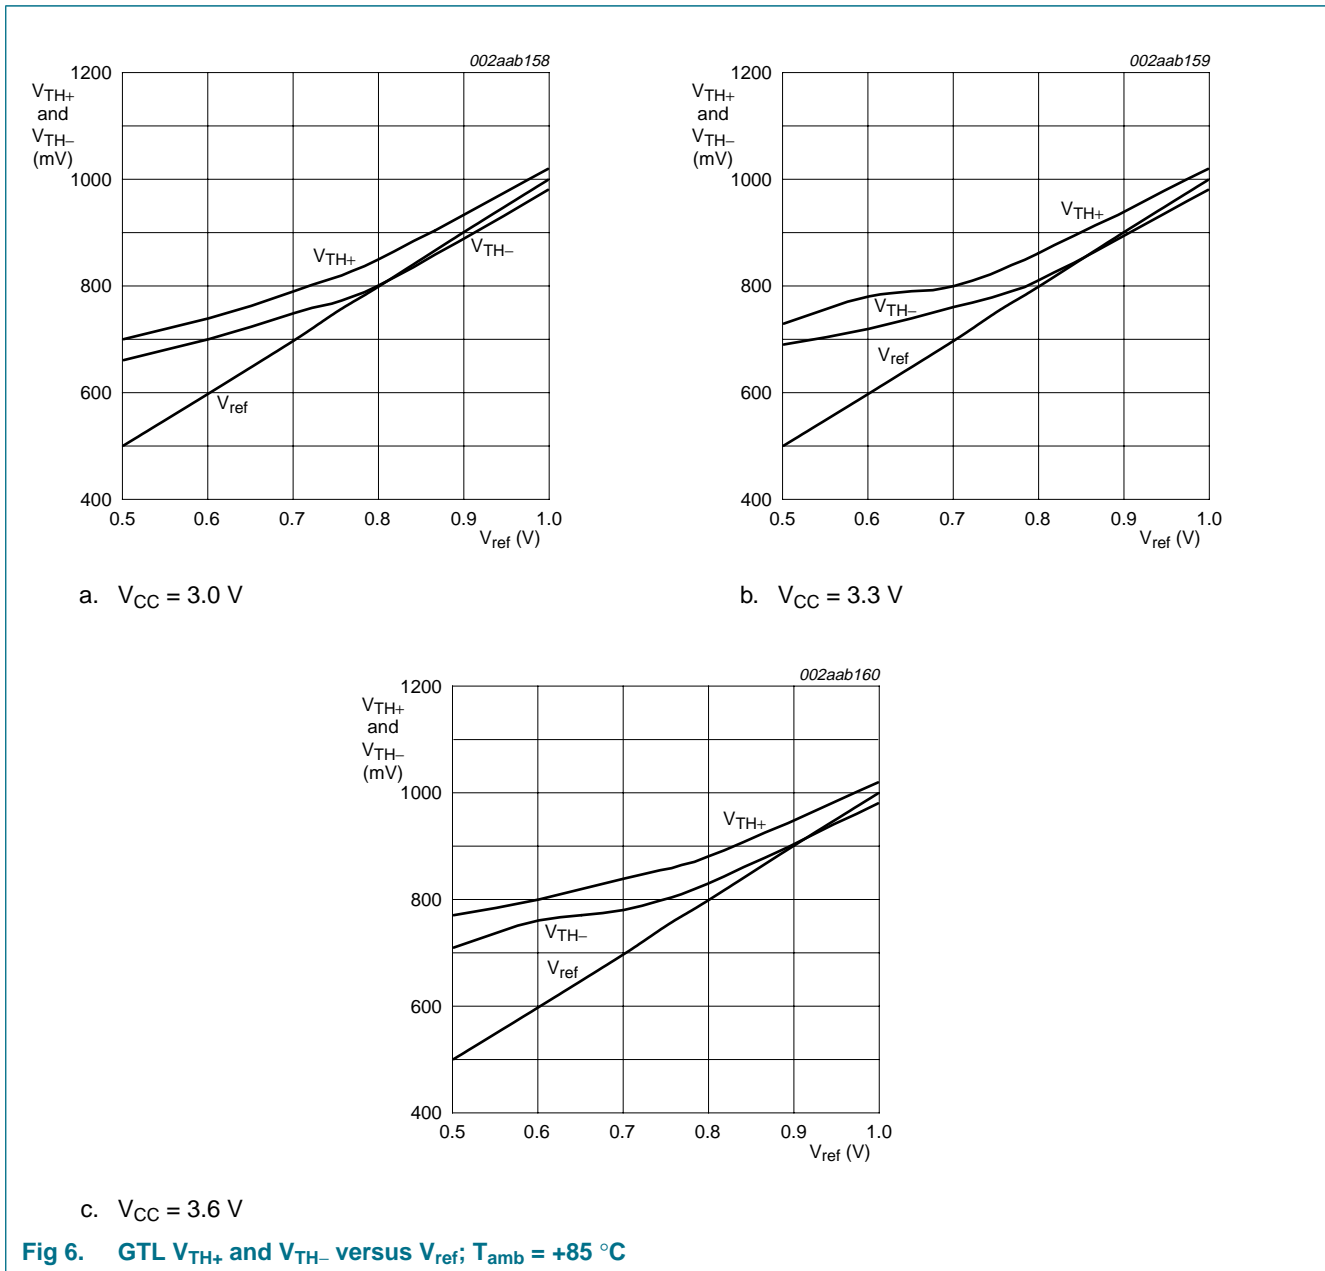 002aab158
1200
1000
800
600
400
VTH+
and
VTH−
(mV)
VTH+
VTH−
Vref
0.5 0.6 0.7 0.8 0.9 1.0
Vref (V)
a. VCC = 3.0 V
002aab159
1200
1000
800
600
400
VTH+
and
VTH−
(mV)
VTH+
VTH−
Vref
0.5 0.6 0.7 0.8 0.9 1.0
Vref (V)
b. VCC = 3.3 V
002aab160
1200
1000
800
600
400
VTH+
and
VTH−
(mV)
VTH+
VTH−
Vref
0.5 0.6 0.7 0.8 0.9 1.0
Vref (V)
c. VCC = 3.6 V
Fig 6. GTL VTH+ and VTH− versus Vref; Tamb = +85 °C